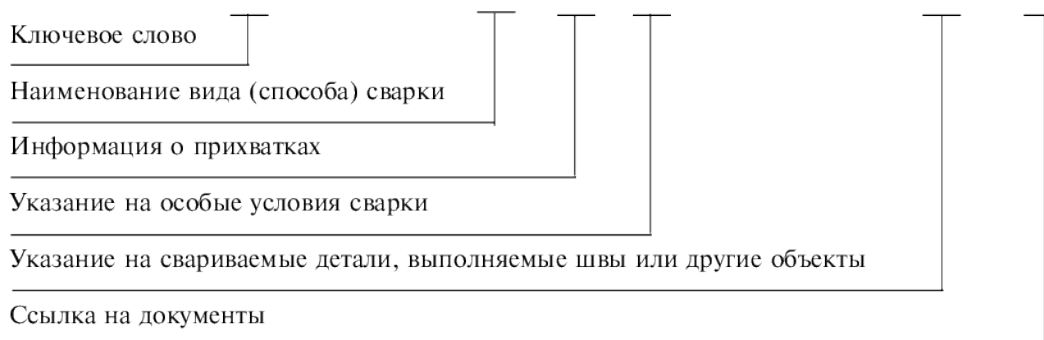 Ключевое слово
Наименование вида (способа) сварки
Информация о прихватках
Указание на особые условия сварки
Указание на свариваемые детали, выполняемые швы или другие объекты
Ссылка на документы